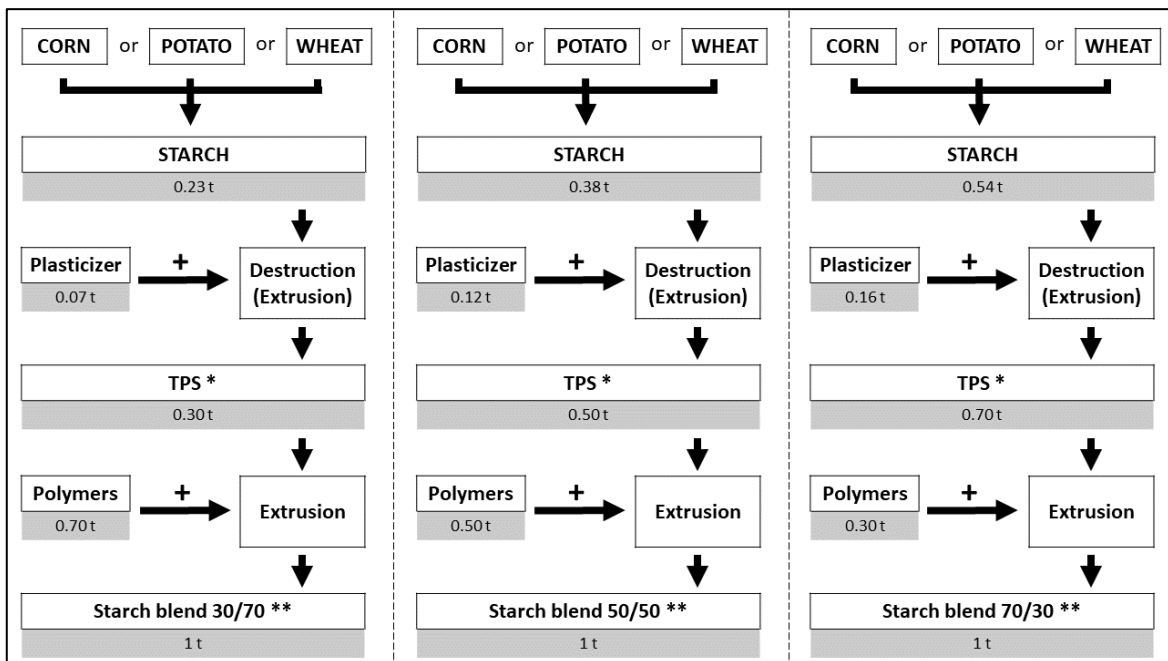 CORN or POTATO or WHEAT
STARCH
0.23 t
Plasticizer
0.07 t
+
Destruction
(Extrusion)
TPS *
0.30 t
Polymers
0.70 t
+
Extrusion
Starch blend 30/70 **
1 t
CORN or POTATO or WHEAT
STARCH
0.38 t
Plasticizer
0.12 t
+
Destruction
(Extrusion)
TPS *
0.50 t
Polymers
0.50 t
+
Extrusion
Starch blend 50/50 **
1 t
CORN or POTATO or WHEAT
STARCH
0.54 t
Plasticizer
0.16 t
+
Destruction
(Extrusion)
TPS *
0.70 t
Polymers
0.30 t
+
Extrusion
Starch blend 70/30 **
1 t